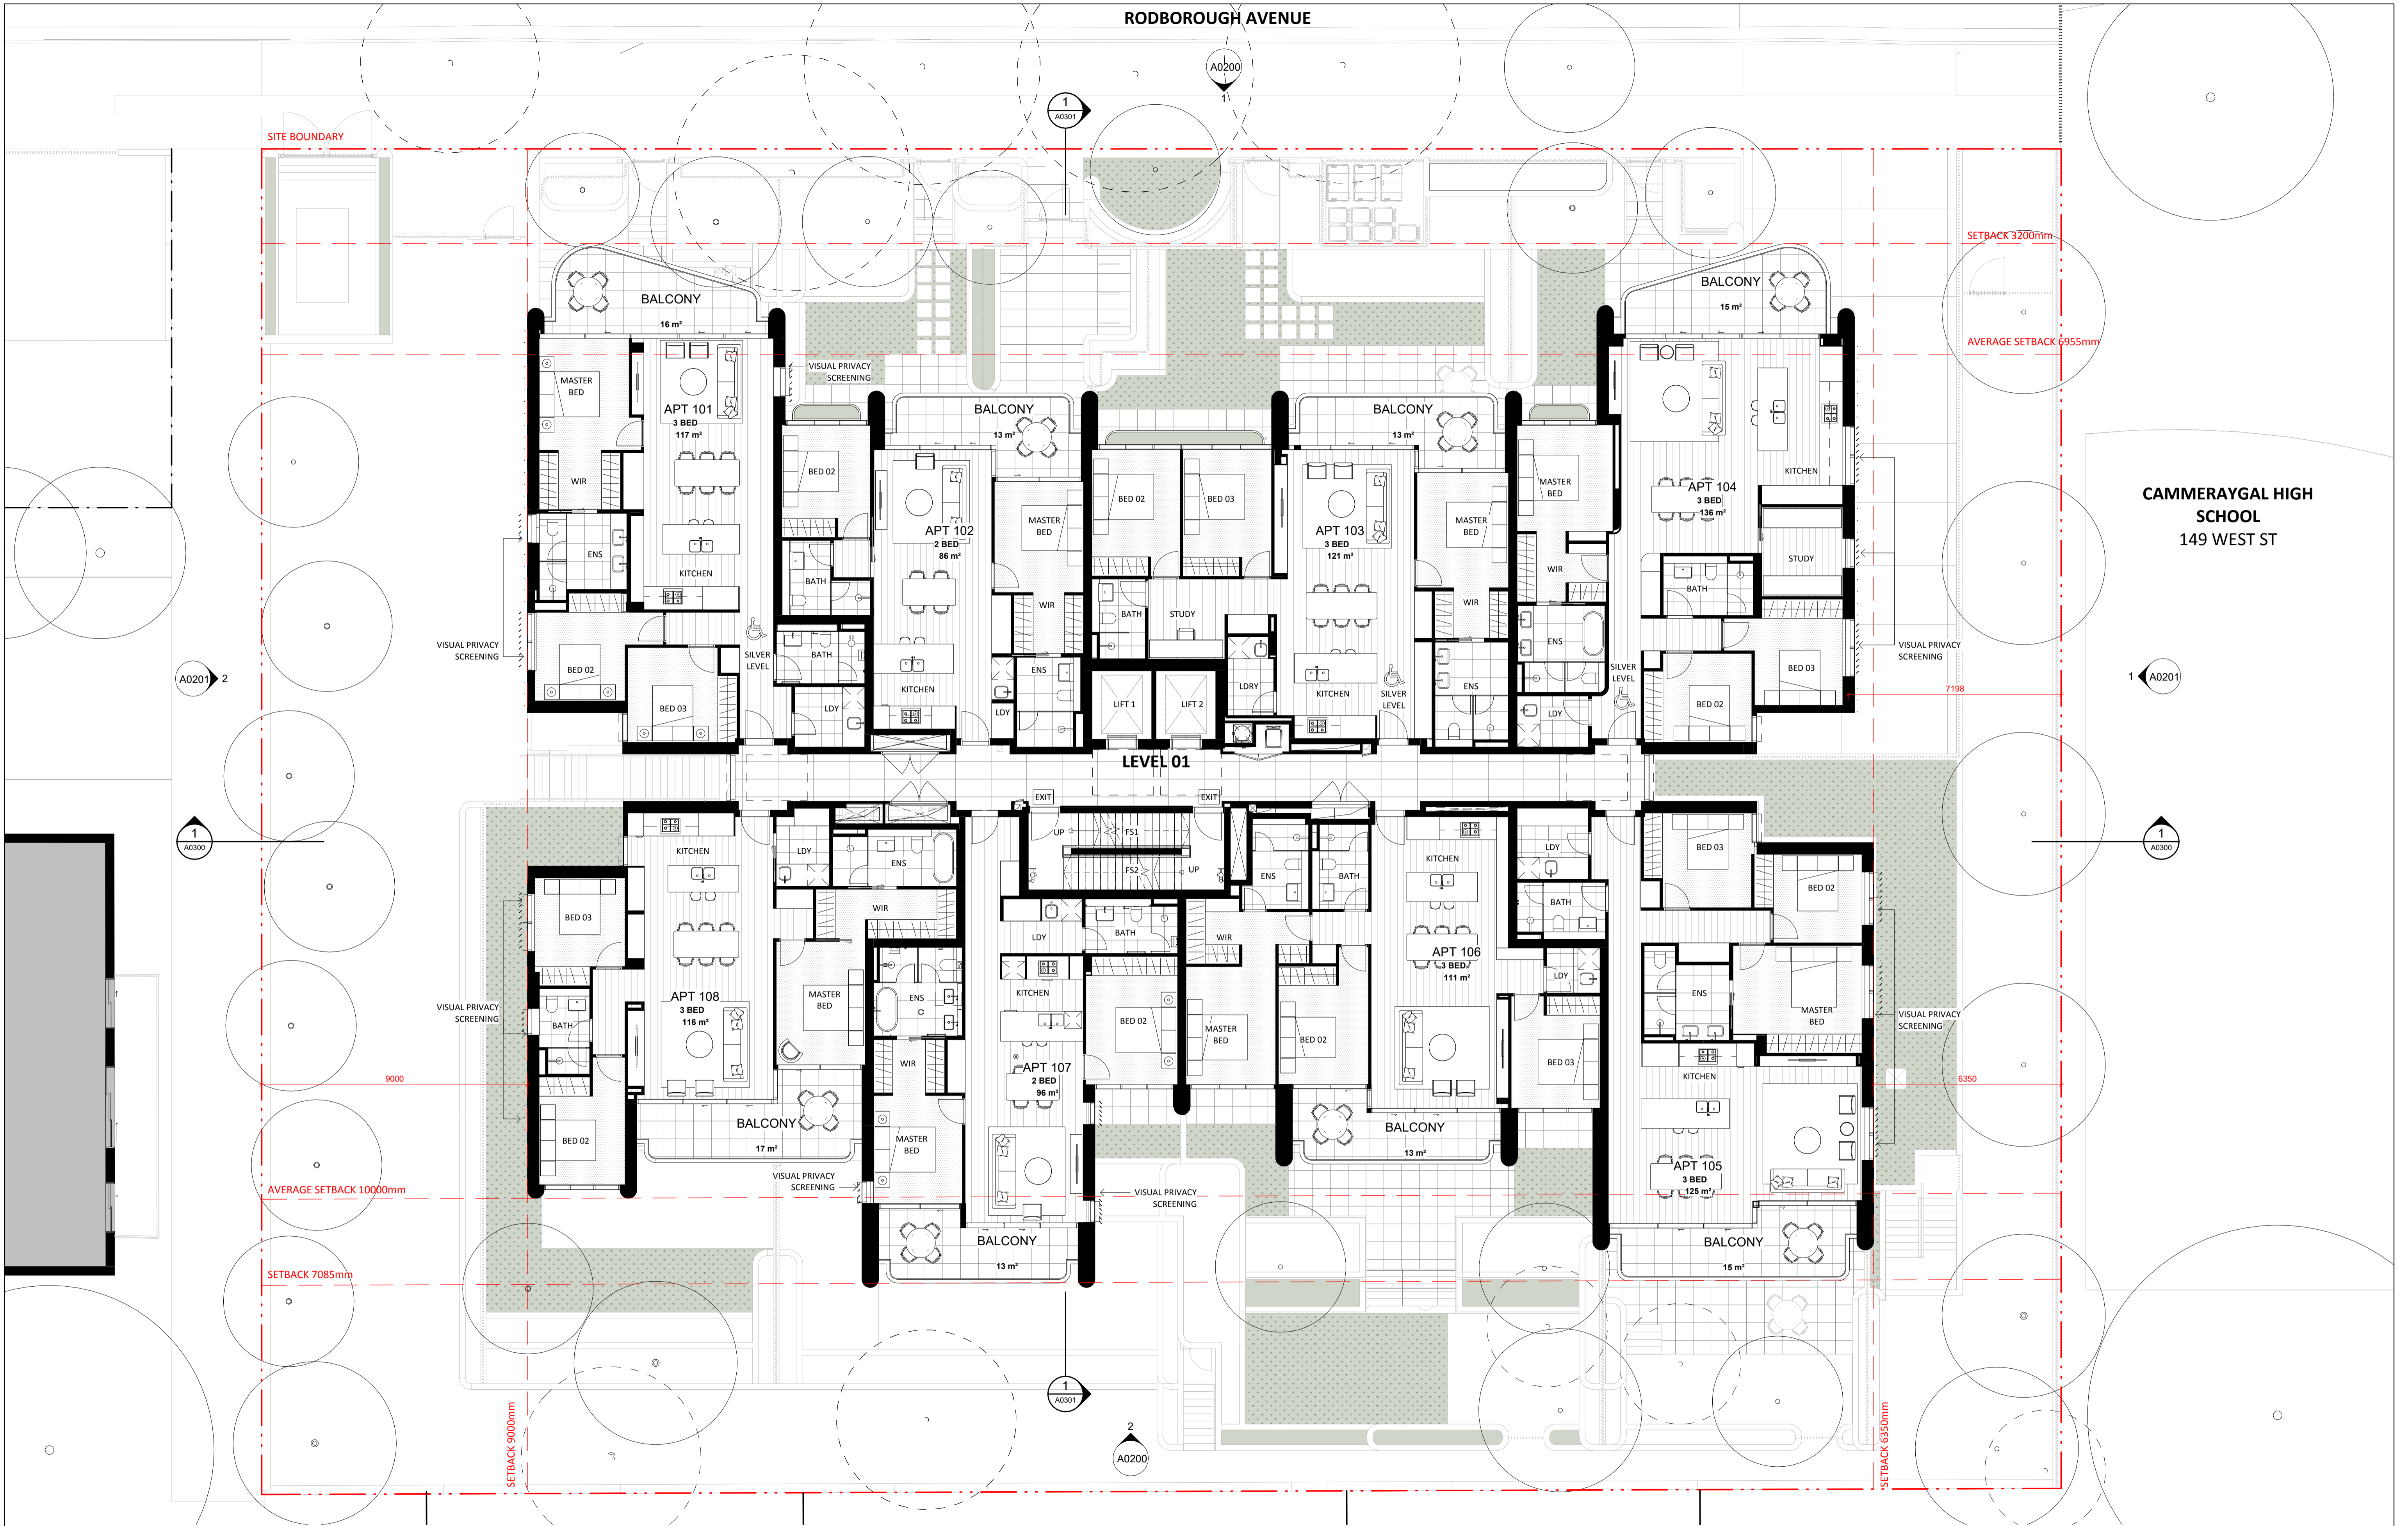 RODBOROUGH AVENUE
A0200
1
1
A0301
SITE BOUNDARY
SETBACK 3200mm
AVERAGE SETBACK 6955mm
BALCONY
16 m²
BALCONY
15 m²
VISUAL PRIVACY
SCREENING
MASTER
BED
APT 101
3 BED
117 m²
WIR
ENS
KITCHEN
BED 02
BED 03
SILVER
LEVEL
BATH
LDY
VISUAL PRIVACY
SCREENING
BALCONY
13 m²
BED 02
APT 102
2 BED
86 m²
MASTER
BED
BATH
WIR
KITCHEN
ENS
LDY
BALCONY
13 m²
BED 02
BED 03
APT 103
3 BED
121 m²
MASTER
BED
BATH
STUDY
WIR
LDRY
KITCHEN
SILVER
LEVEL
ENS
LIFT 1
LIFT 2
MASTER
BED
APT 104
3 BED
136 m²
KITCHEN
WIR
STUDY
BATH
ENS
SILVER
LEVEL
BED 03
BED 02
LDY
VISUAL PRIVACY
SCREENING
7198
CAMMERAYGAL HIGH
SCHOOL
149 WEST ST
A0201
2
1
A0201
LEVEL 01
EXIT
EXIT
UP
FS1
FS2
UP
1
A0300
1
A0300
KITCHEN
LDY
ENS
WIR
BED 03
APT 108
3 BED
116 m²
MASTER
BED
BATH
BED 02
BALCONY
17 m²
VISUAL PRIVACY
SCREENING
9000
LDY
BATH
KITCHEN
ENS
WIR
BED 02
APT 107
2 BED
96 m²
MASTER
BED
BALCONY
13 m²
VISUAL PRIVACY
SCREENING
VISUAL PRIVACY
SCREENING
ENS
BATH
KITCHEN
WIR
APT 106
3 BED
111 m²
LDY
MASTER
BED
BED 02
BED 03
BALCONY
13 m²
LDY
BED 03
BED 02
BATH
ENS
MASTER
BED
KITCHEN
APT 105
3 BED
125 m²
BALCONY
15 m²
VISUAL PRIVACY
SCREENING
6350
AVERAGE SETBACK 10000mm
SETBACK 7085mm
SETBACK 9000mm
SETBACK 6350mm
1
A0301
2
A0200